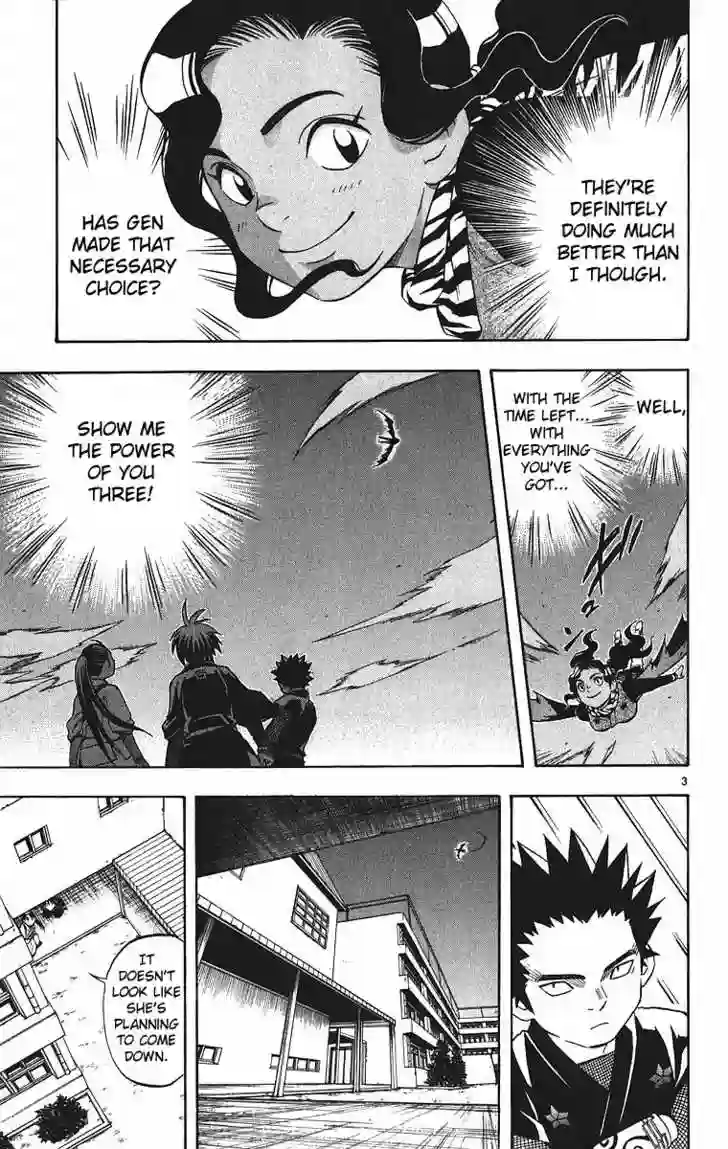 THEY'RE
DEFINITELY
DOING MUCH
BETTER THAN
I THOUGH.
HAS GEN
MADE THAT
NECESSARY
CHOICE?
WELL,
WITH THE
TIME LEFT...
WITH
EVERYTHING
YOU'VE
GOT...
SHOW ME
THE POWER
OF YOU
THREE!
3
IT
DOESN'T
LOOK LIKE
SHE'S
PLANNING
TO COME
DOWN.